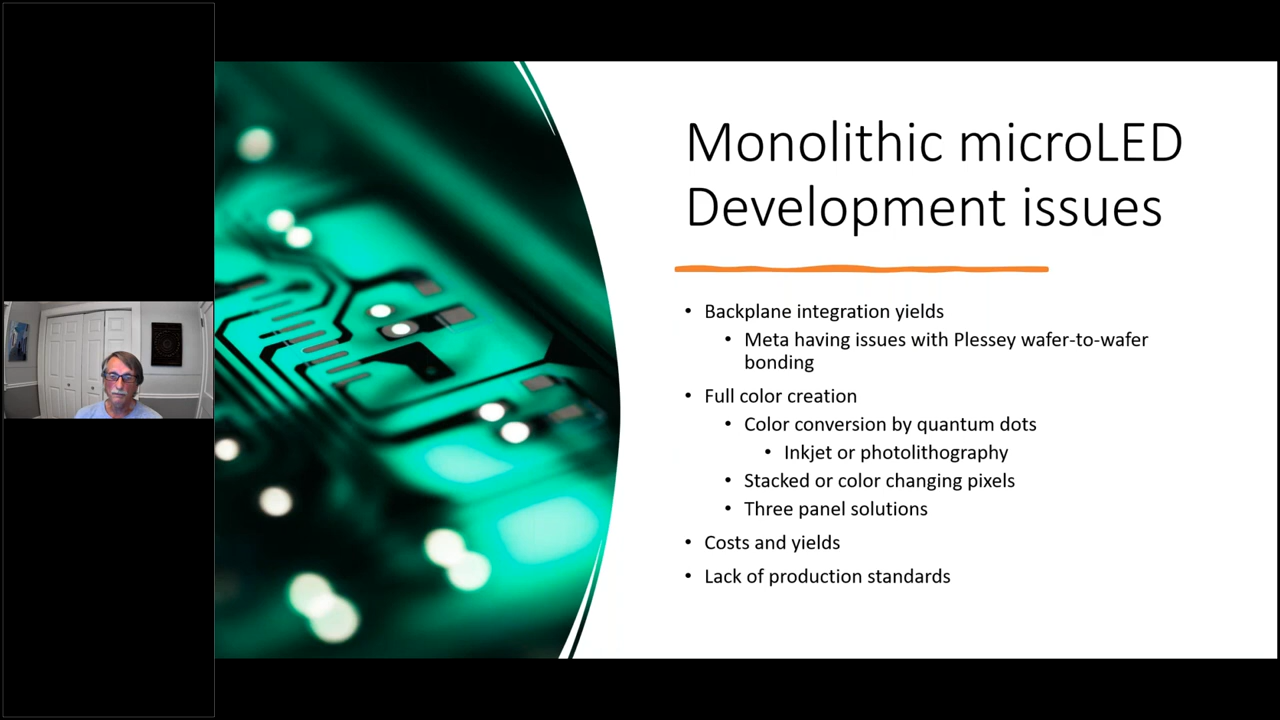 Monolithic microLED
Development issues
• Backplane integration yields
• Meta having issues with Plessey wafer-to-wafer
bonding
• Full color creation
• Color conversion by quantum dots
• Inkjet or photolithography
• Stacked or color changing pixels
• Three panel solutions
• Costs and yields
• Lack of production standards